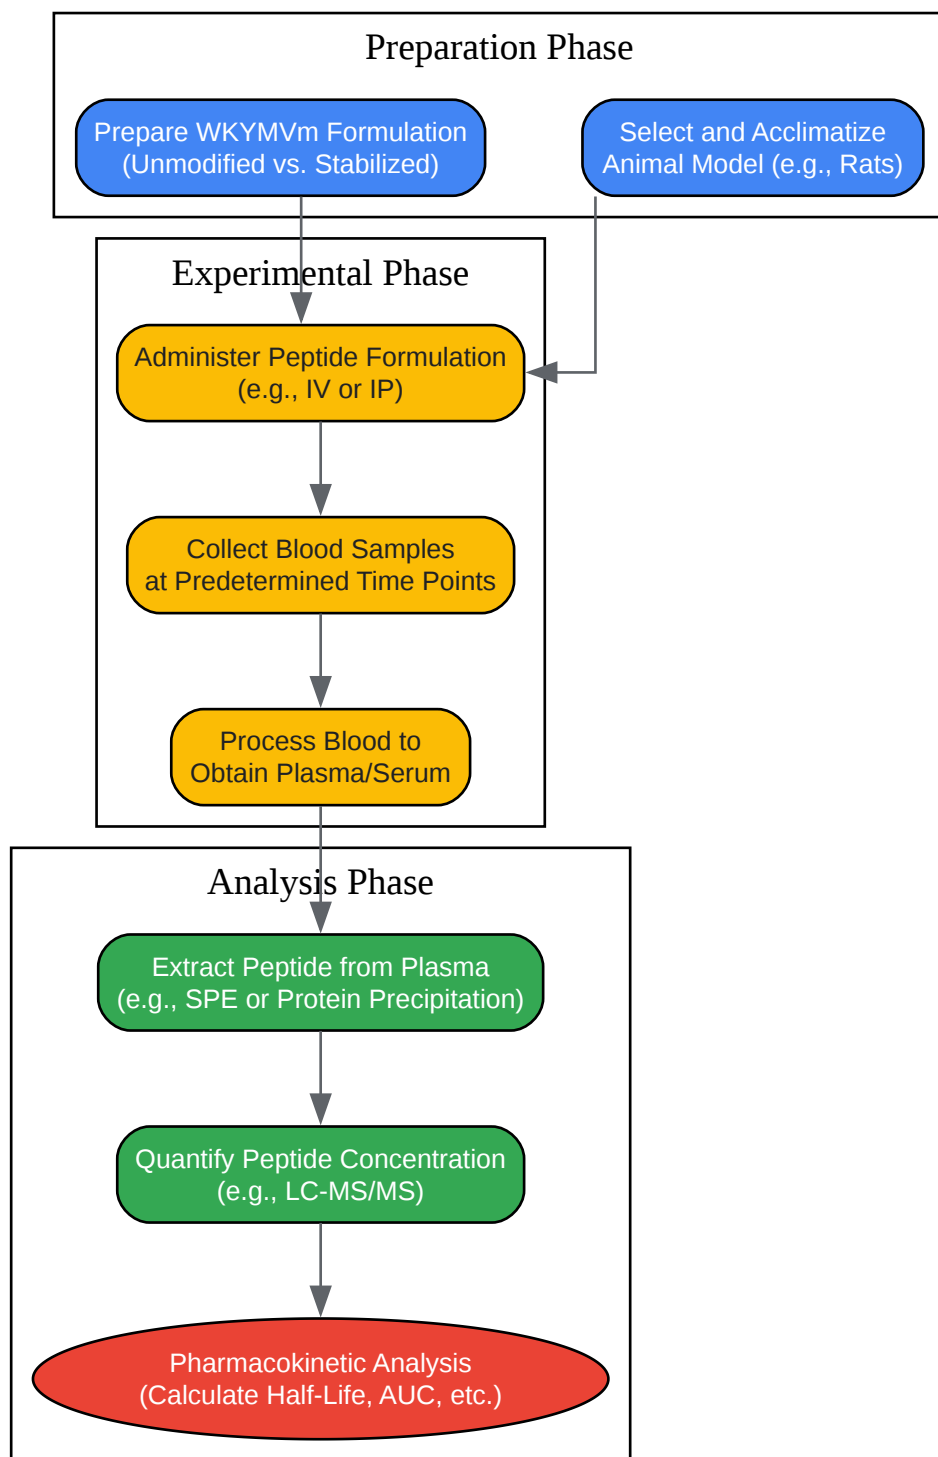 Preparation Phase
Prepare WKYMVm Formulation
(Unmodified vs. Stabilized)
Select and Acclimatize
Animal Model (e.g., Rats)
Experimental Phase
Administer Peptide Formulation
(e.g., IV or IP)
Collect Blood Samples
at Predetermined Time Points
Process Blood to
Obtain Plasma/Serum
Analysis Phase
Extract Peptide from Plasma
(e.g., SPE or Protein Precipitation)
Quantify Peptide Concentration
(e.g., LC-MS/MS)
Pharmacokinetic Analysis
(Calculate Half-Life, AUC, etc.)